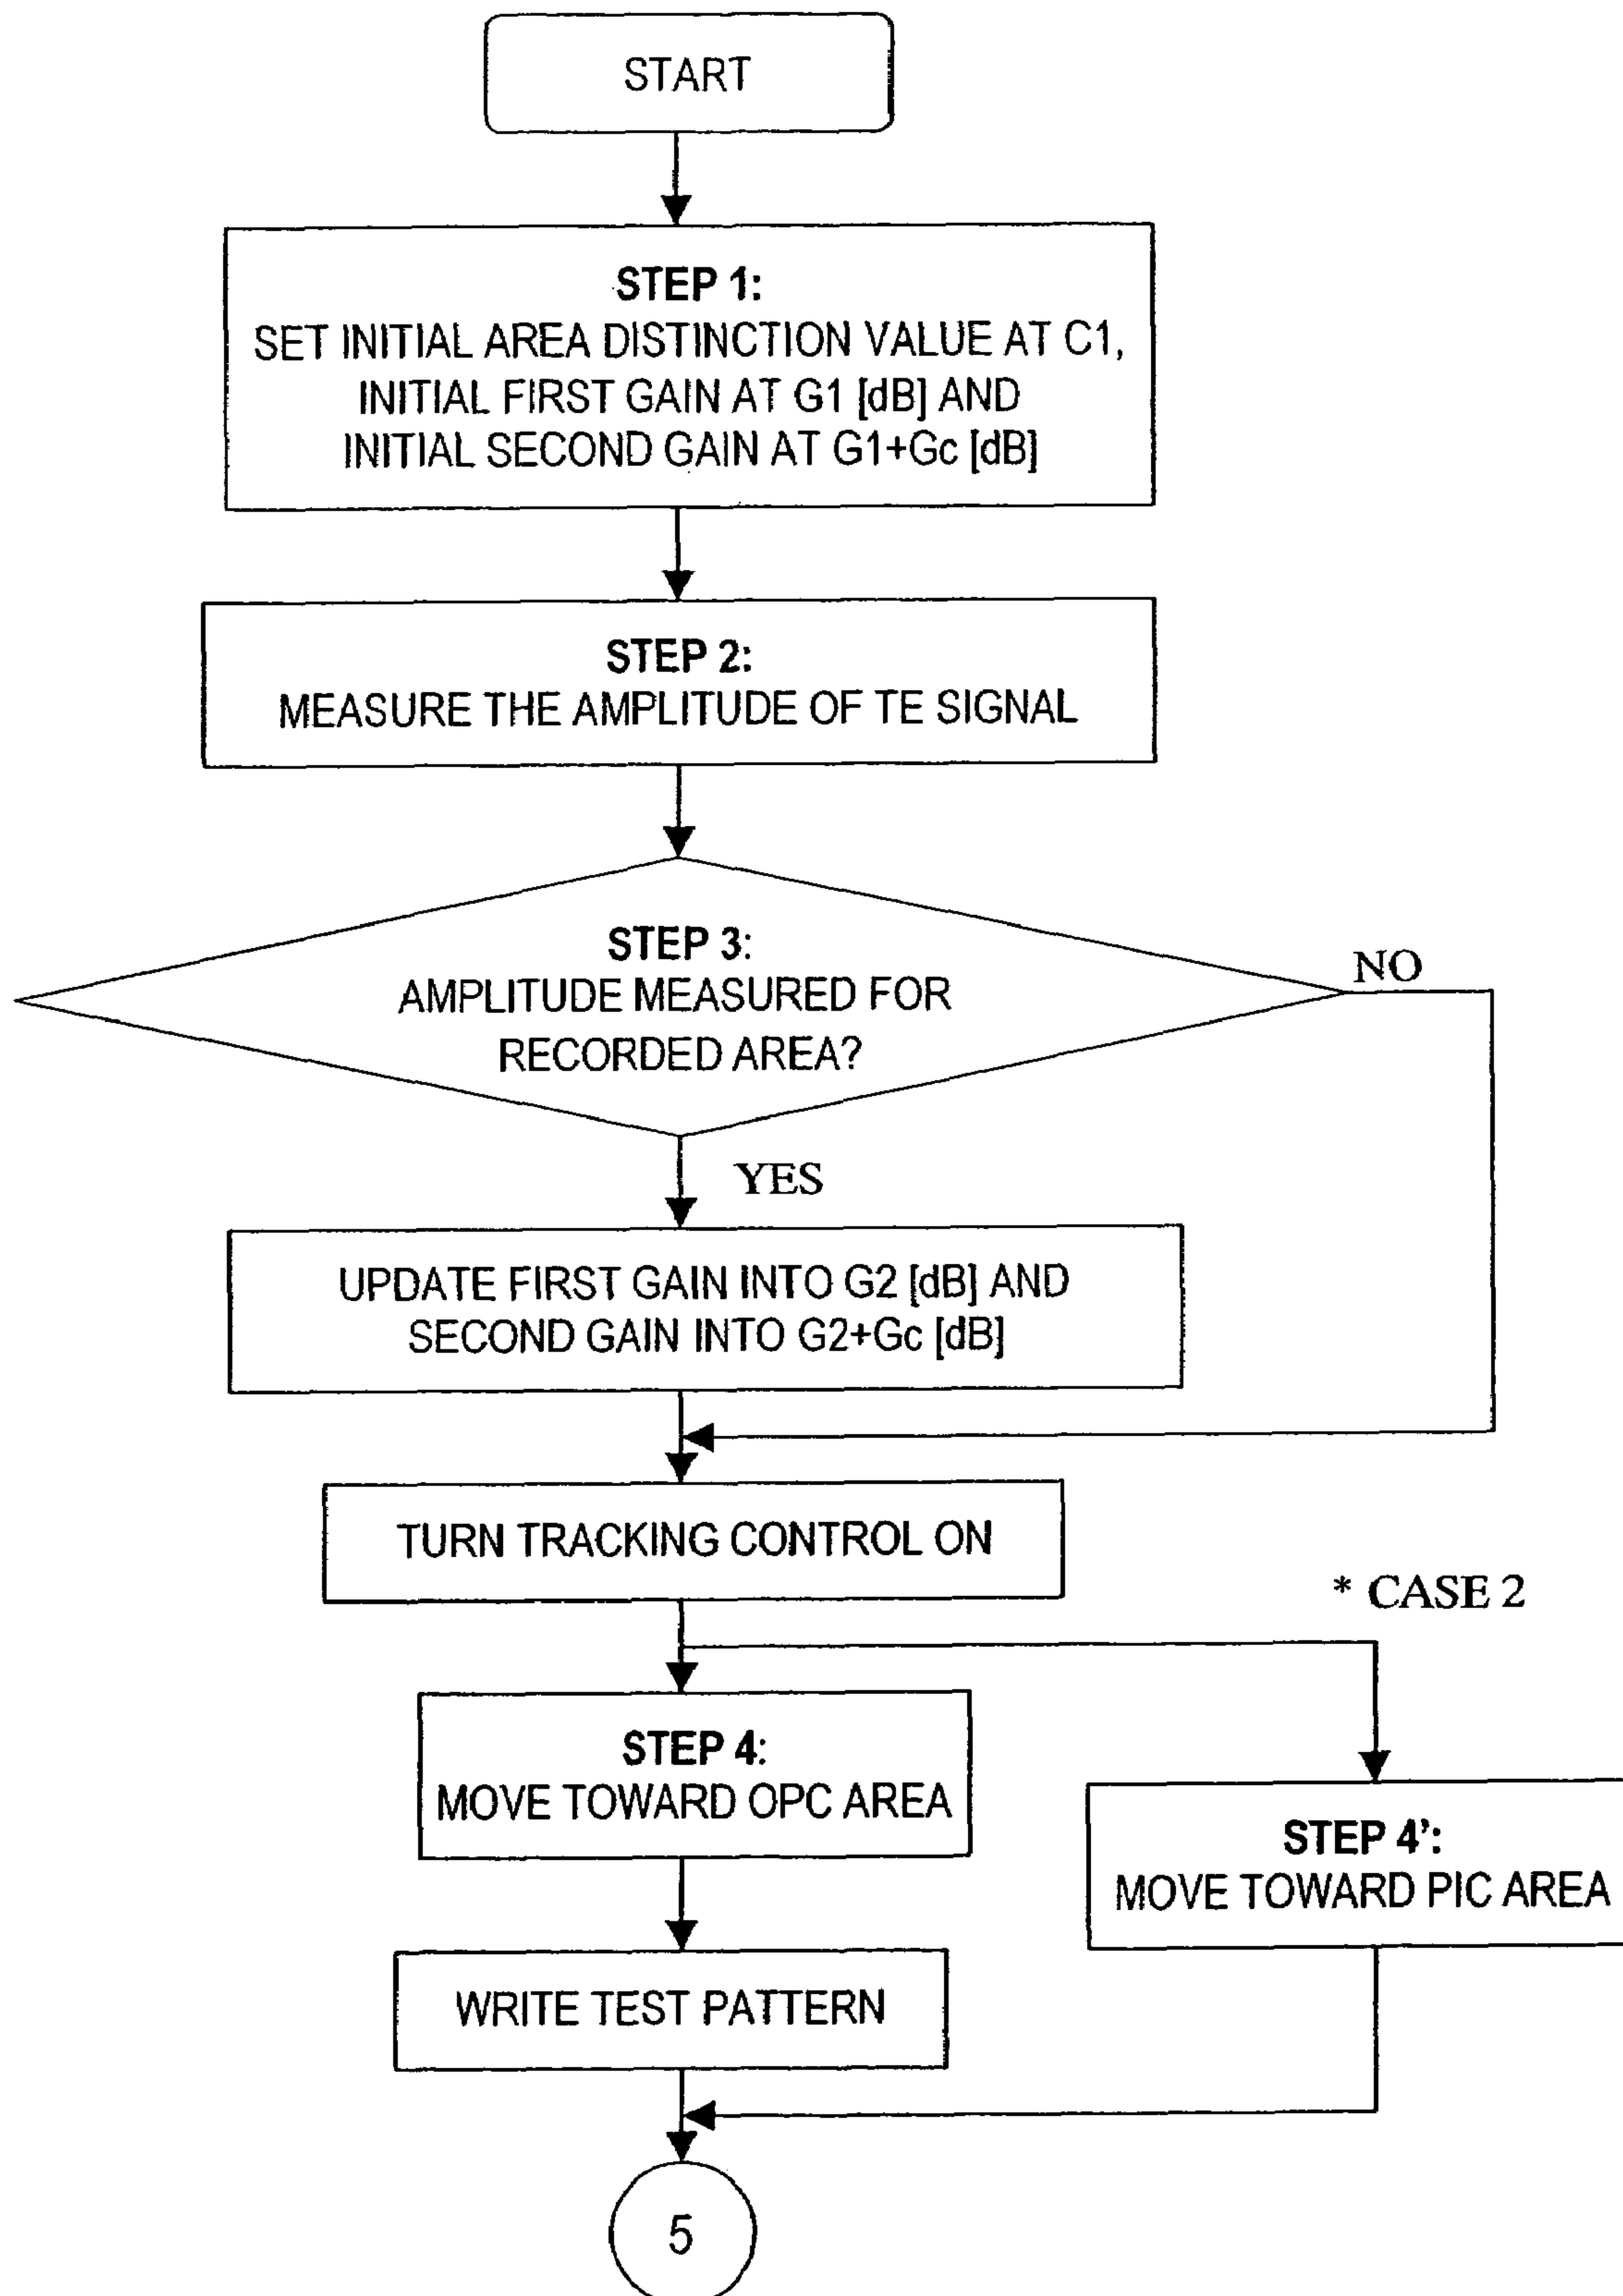 START
STEP 1:
SET INITIAL AREA DISTINCTION VALUE AT C1,
INITIAL FIRST GAIN AT G1 [dB] AND
INITIAL SECOND GAIN AT G1+Gc [dB]
STEP 2:
MEASURE THE AMPLITUDE OF TE SIGNAL
STEP 3:
AMPLITUDE MEASURED FOR
RECORDED AREA?
NO
YES
UPDATE FIRST GAIN INTO G2 [dB] AND
SECOND GAIN INTO G2+Gc [dB]
TURN TRACKING CONTROL ON
* CASE 2
STEP 4:
MOVE TOWARD OPC AREA
STEP 4':
MOVE TOWARD PIC AREA
WRITE TEST PATTERN
5